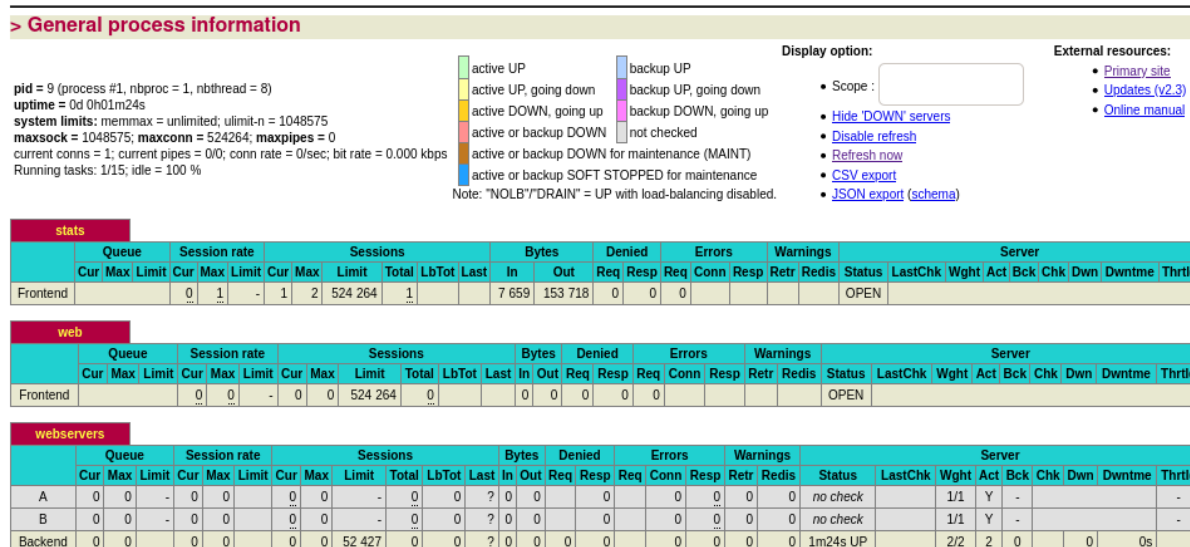 > General process information
pid = 9 (process #1, nbproc = 1, nbthread = 8)
uptime = 0d 0h01m24s
system limits: memmax = unlimited; ulimit-n = 1048575
maxsock = 1048575; maxconn = 524264; maxpipes = 0
current conns = 1; current pipes = 0/0; conn rate = 0/sec; bit rate = 0.000 kbps
Running tasks: 1/15; idle = 100 %
active UP backup UP
active UP, going down backup UP, going down
active DOWN, going up backup DOWN, going up
active or backup DOWN not checked
active or backup DOWN for maintenance (MAINT)
active or backup SOFT STOPPED for maintenance
Note: "NOLB"/"DRAIN" = UP with load-balancing disabled.
Display option:
• Scope :
• Hide 'DOWN' servers
• Disable refresh
• Refresh now
• CSV export
• JSON export (schema)
External resources:
• Primary site
• Updates (v2.3)
• Online manual
stats
Queue Session rate Sessions Bytes Denied Errors Warnings Server
Cur Max Limit Cur Max Limit Cur Max Limit Total LbTot Last In Out Req Resp Req Conn Resp Retr Redis Status LastChk Wght Act Bck Chk Dwn Dwntme
Frontend 0 1 - 1 2 524 264 1 7 659 153 718 0 0 0 OPEN
web
Queue Session rate Sessions Bytes Denied Errors Warnings Server
Cur Max Limit Cur Max Limit Cur Max Limit Total LbTot Last In Out Req Resp Req Conn Resp Retr Redis Status LastChk Wght Act Bck Chk Dwn Dwntme
Frontend 0 0 - 0 0 524 264 0 0 0 0 0 0 OPEN
webservers
Queue Session rate Sessions Bytes Denied Errors Warnings Server
Cur Max Limit Cur Max Limit Cur Max Limit Total LbTot Last In Out Req Resp Req Conn Resp Retr Redis Status LastChk Wght Act Bck Chk Dwn Dwntme
A 0 0 - 0 0 0 0 - 0 0 ? 0 0 0 0 0 0 0 no check 1/1 Y - -
B 0 0 - 0 0 0 0 - 0 0 ? 0 0 0 0 0 0 0 no check 1/1 Y - -
Backend 0 0 0 0 0 0 52 427 0 0 ? 0 0 0 0 0 0 0 0 1m24s UP 2/2 2 0 0 0s